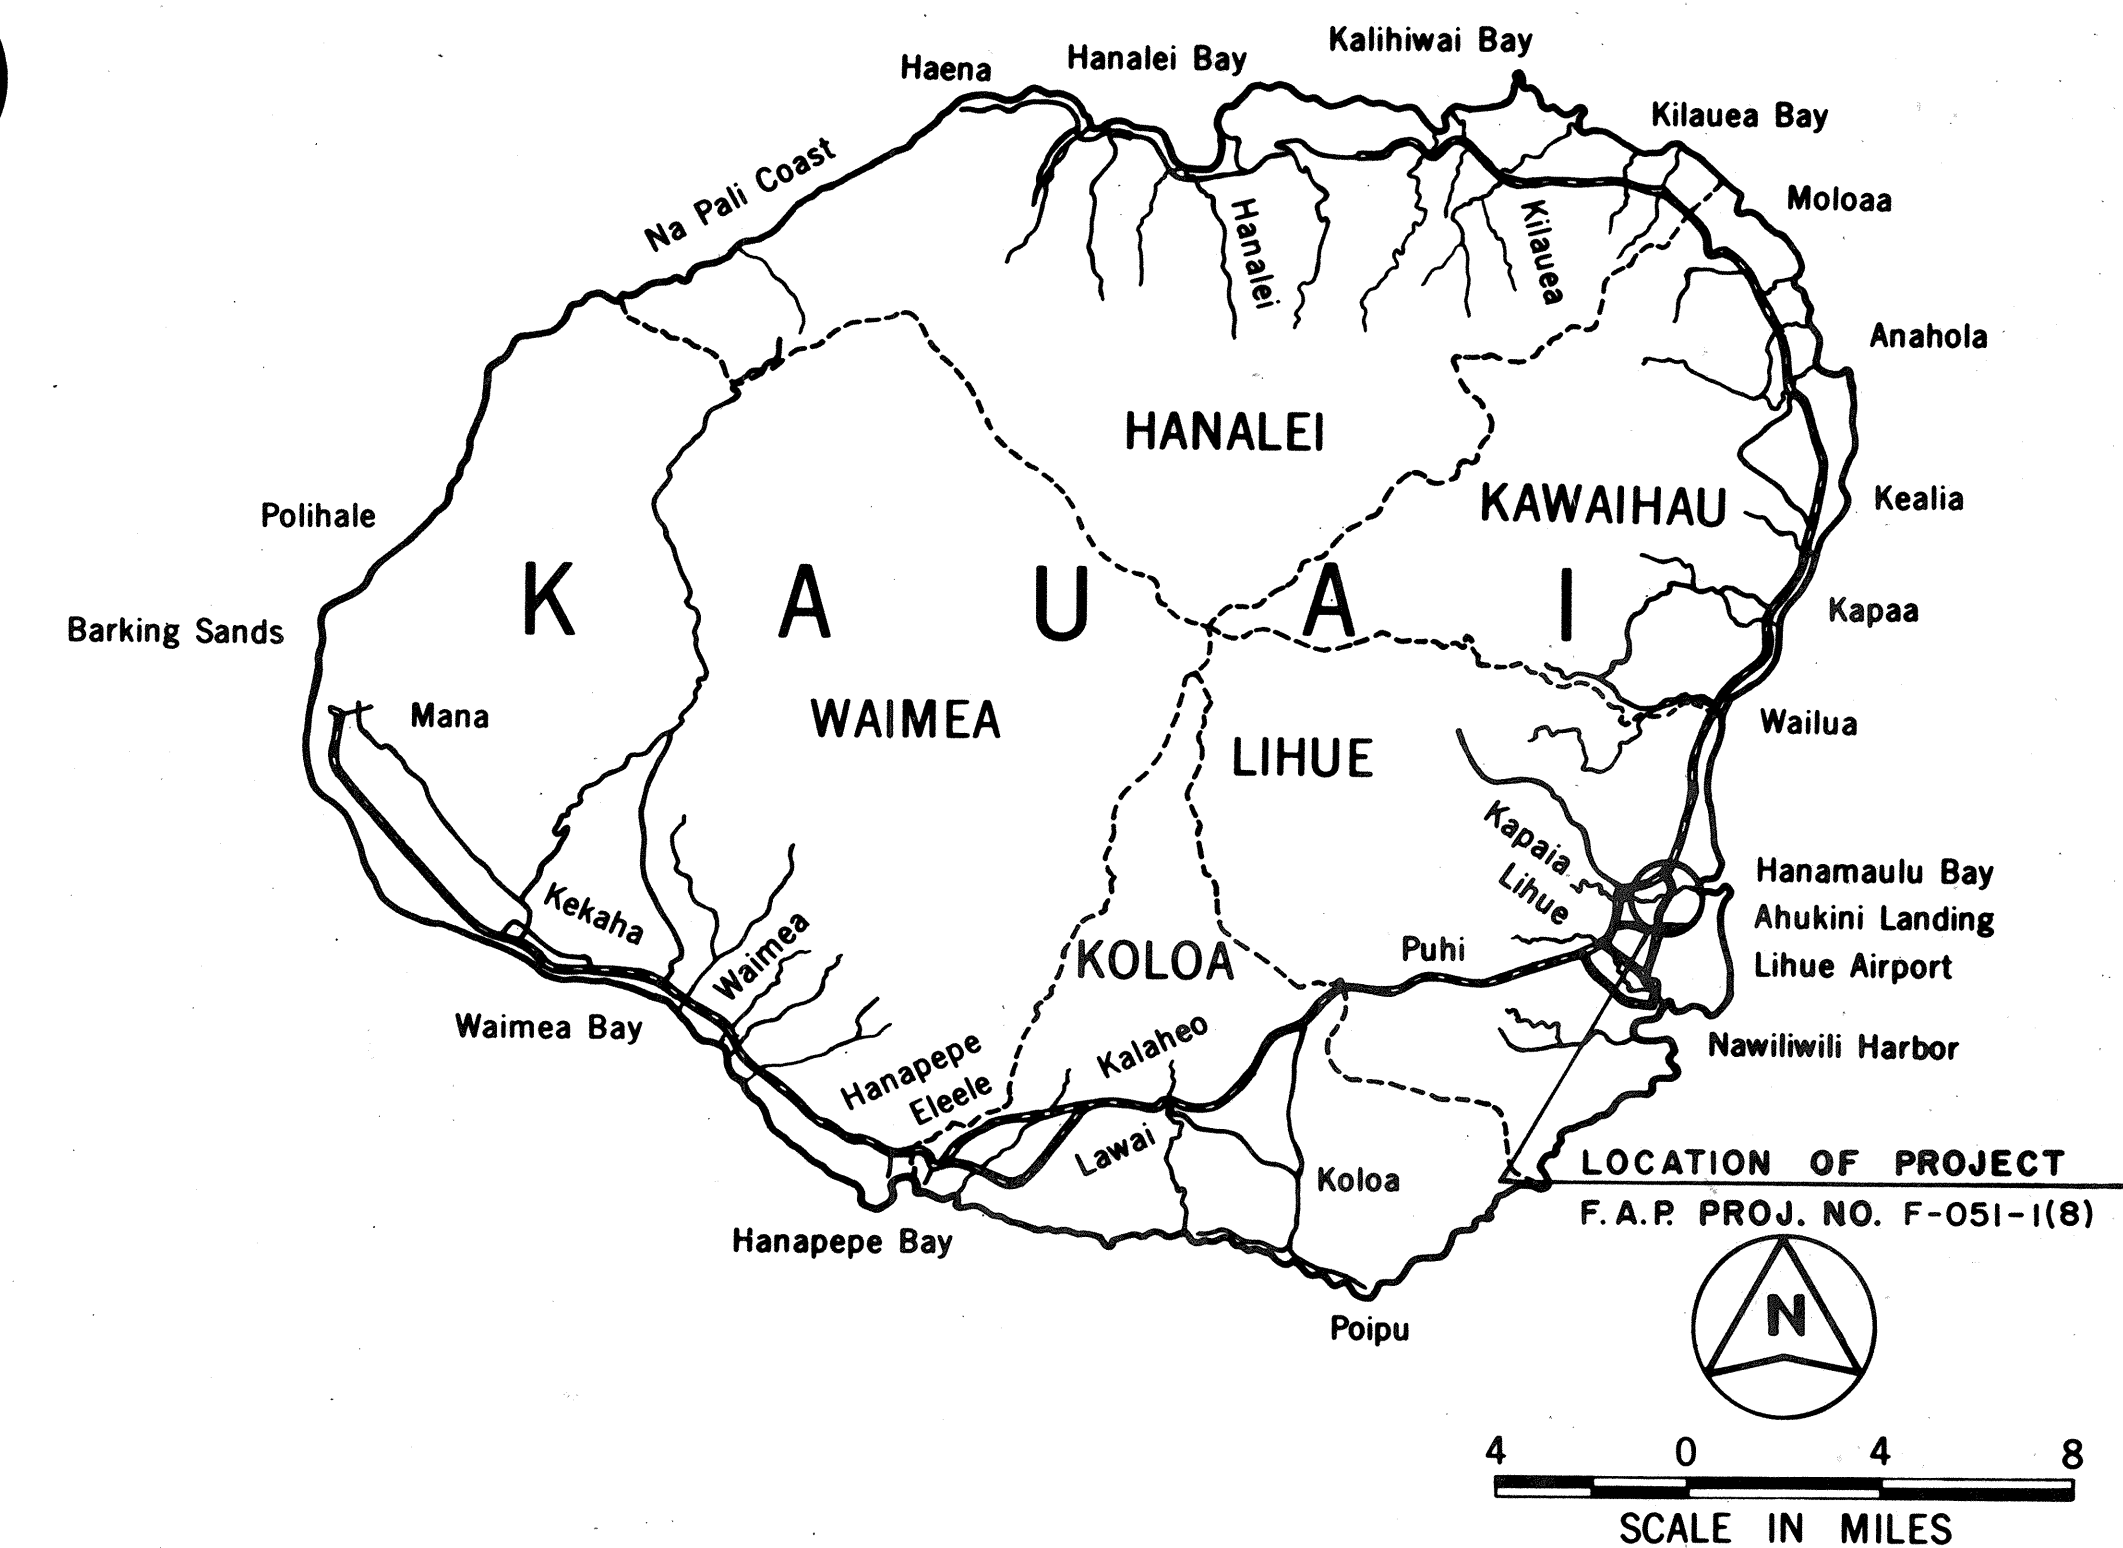 Kalihiwai Bay
Hanalei Bay
Haena
Kilauea Bay
Na Pali Coast
Moloaa
Hanalei
Kilauea
Anahola
HANALEI
KAWAIHAU
Kealia
Polihale
K A U A I
Kapaa
Barking Sands
Mana
WAIMEA
Wailua
LIHUE
Kapaia
Lihue
Hanamaulu Bay
Ahukini Landing
Lihue Airport
Kekaha
Waimea
KOLOA
Puhi
Waimea Bay
Nawiliwili Harbor
Hanapepe
Eleele
Kalaheo
Lawai
Koloa
LOCATION OF PROJECT
F.A.P. PROJ. NO. F-051-1(8)
Hanapepe Bay
Poipu
N
4 0 4 8
SCALE IN MILES